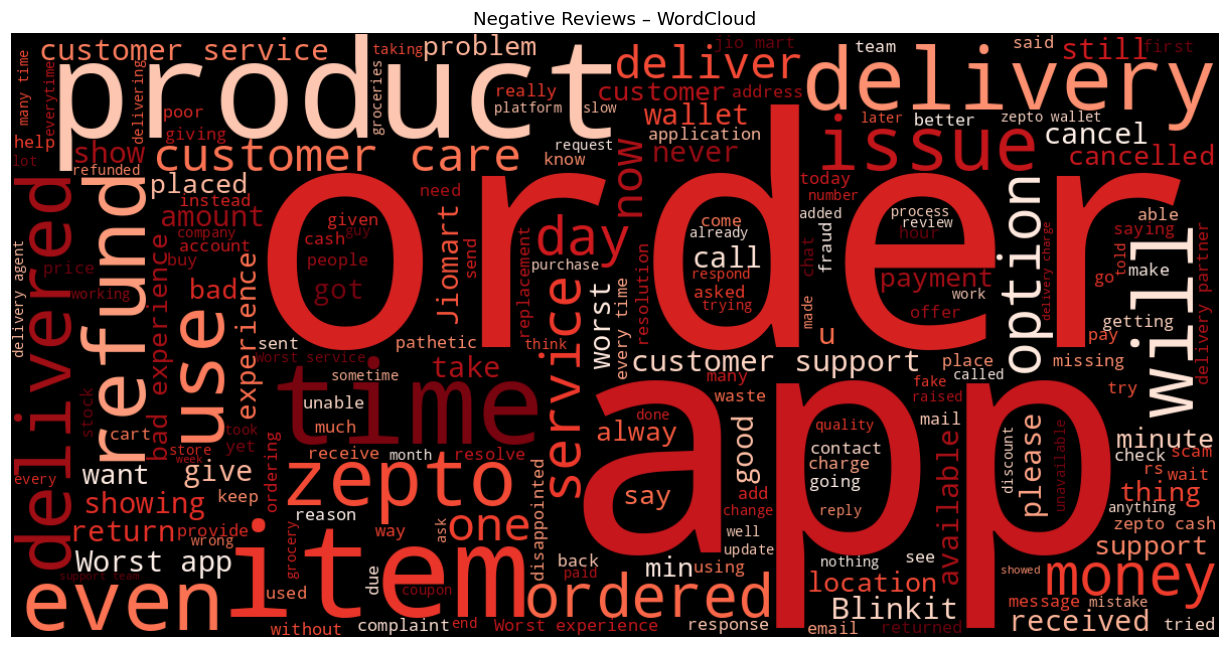 Negative Reviews – WordCloud
customer service
taking
problem
jio mart
team
said
still
first
many time
everytime
delivering
product
groceries
really
platform
slow
deliver
customer
address
delivery
later
better
zepto wallet
help
poor
giving
request
wallet
application
cancel
lot
show
refunded
customer care
know
now
never
issue
cancelled
delivered
refund
placed
instead
amount
company
account
buy
need
Jiomart
send
order
today
number
added
process
review
hour
option
able
saying
given
cash
guy
people
got
day
purchase
come
already
call
respond
asked
trying
chat
fraud
payment
work
offer
delivery charge
go
told
make
will
delivery partner
price
working
delivery agent
bad experience
use
bad
experience
sent
pathetic
replacement
think
service
worst
every time
resolution
made
u
getting
pay
Worst service
sometime
take
customer support
place
called
missing
try
time
unable
much
many
waste
fake
raised
mail
app
stock
cart
took
yet
store
week
receive
month
resolve
done
alway
say
good
quality
contact
charge
going
reply
available
discount
please
unavailable
minute
check
scam
rs
wait
every
want
give
keep
ordering
zepto
reason
way
ask
one
disappointed
add
change
well
update
thing
anything
zepto cash
showing
return
provide
wrong
grocery
item
due
back
paid
min
using
nothing
see
support
Worst app
support team
even
used
coupon
ordered
location
showed
money
message
mistake
without
complaint
end
Worst experience
response
Blinkit
email
returned
received
tried